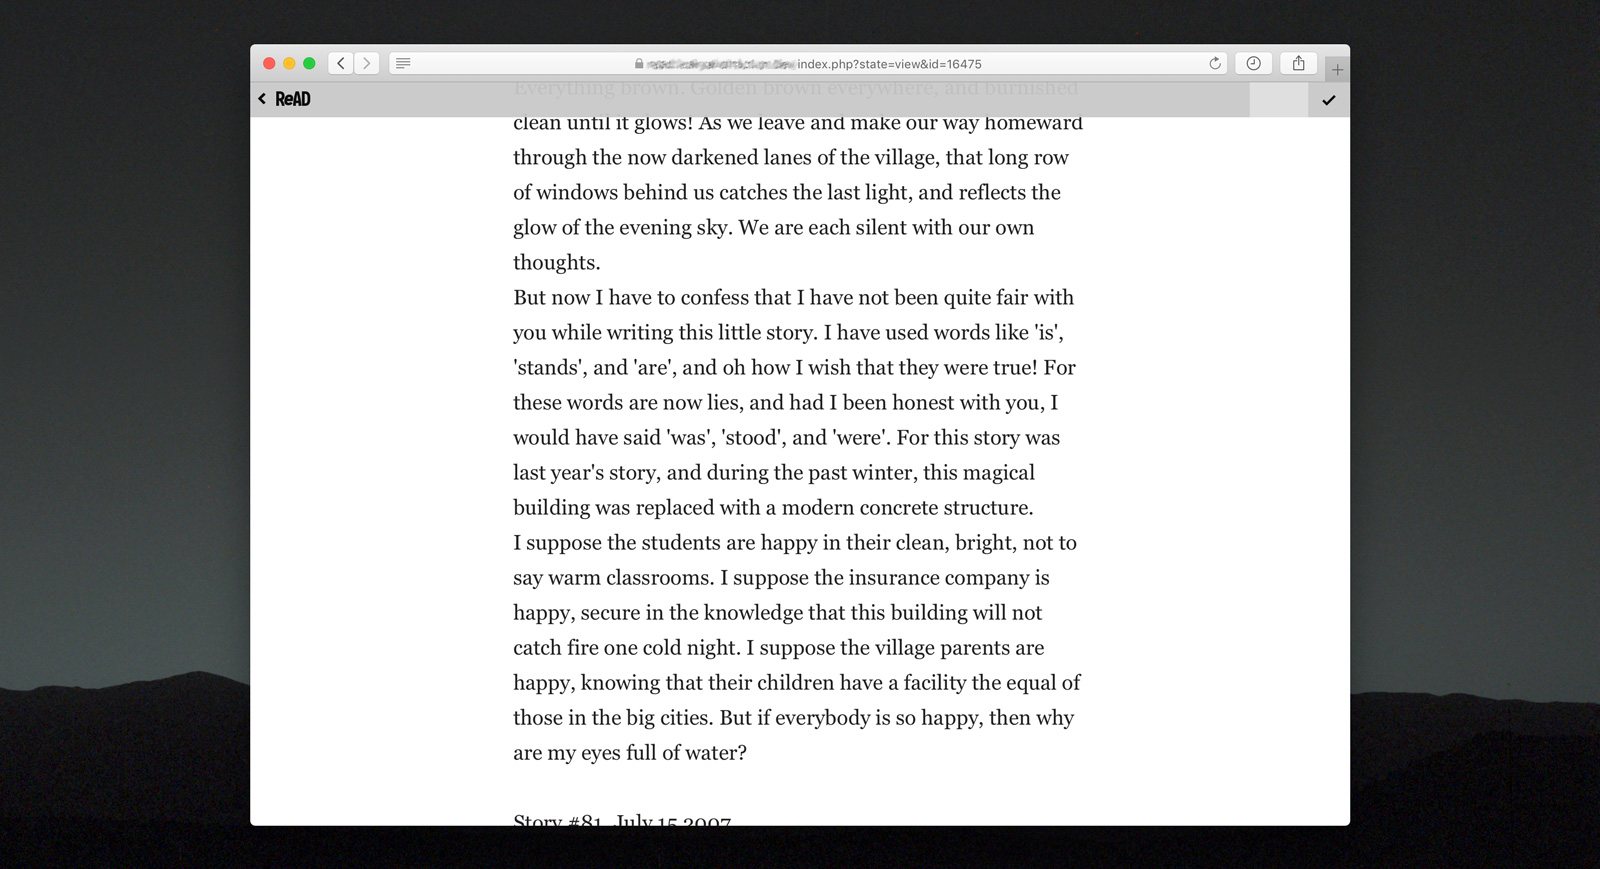 index.php?state=view&id=16475
ReAD
Everything brown. Golden brown everywhere, and burnished
clean until it glows! As we leave and make our way homeward
through the now darkened lanes of the village, that long row
of windows behind us catches the last light, and reflects the
glow of the evening sky. We are each silent with our own
thoughts.
But now I have to confess that I have not been quite fair with
you while writing this little story. I have used words like 'is',
'stands', and 'are', and oh how I wish that they were true! For
these words are now lies, and had I been honest with you, I
would have said 'was', 'stood', and 'were'. For this story was
last year's story, and during the past winter, this magical
building was replaced with a modern concrete structure.
I suppose the students are happy in their clean, bright, not to
say warm classrooms. I suppose the insurance company is
happy, secure in the knowledge that this building will not
catch fire one cold night. I suppose the village parents are
happy, knowing that their children have a facility the equal of
those in the big cities. But if everybody is so happy, then why
are my eyes full of water?
Story #81, July 15 2007